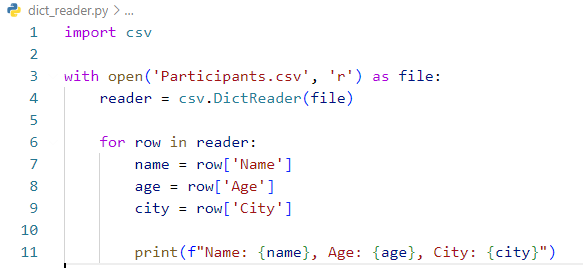 dict_reader.py > ...
1 import csv
2
3 with open('Participants.csv', 'r') as file:
4     reader = csv.DictReader(file)
5
6     for row in reader:
7         name = row['Name']
8         age = row['Age']
9         city = row['City']
10
11         print(f"Name: {name}, Age: {age}, City: {city}")